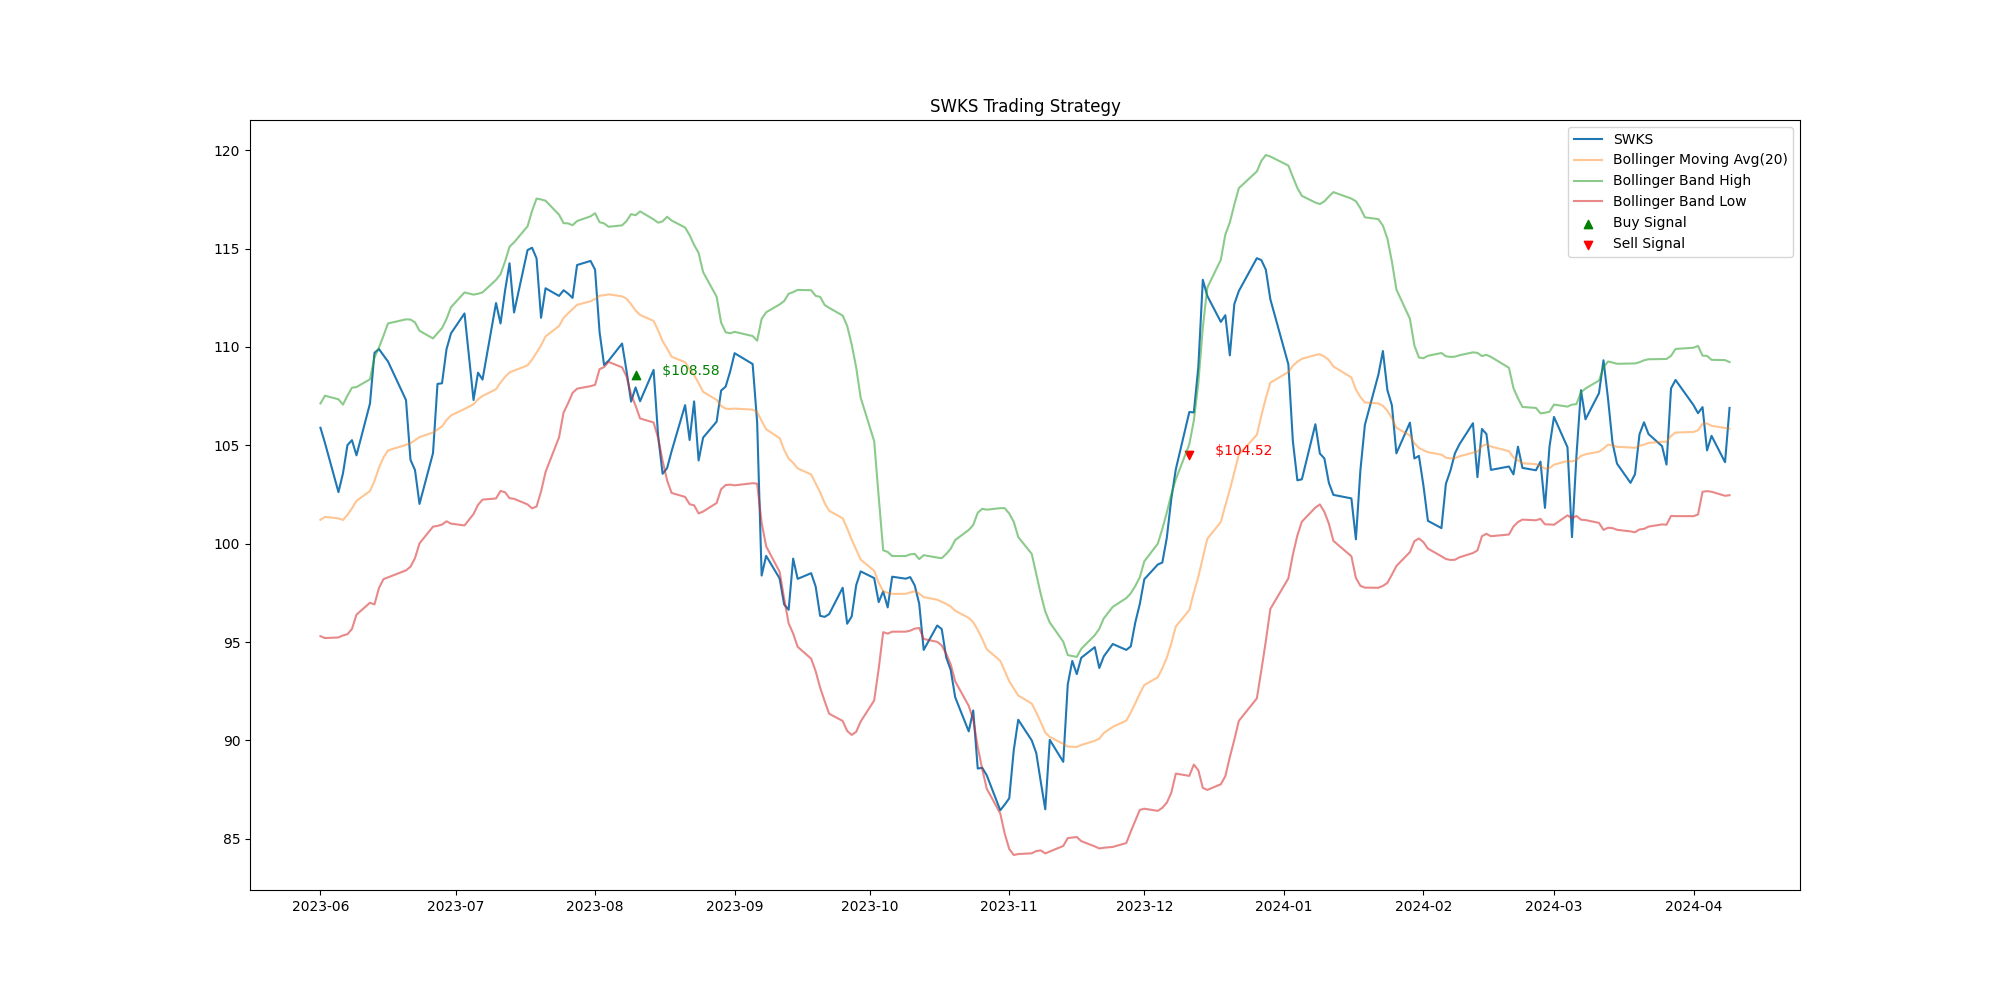 SWKS Trading Strategy
SWKS
Bollinger Moving Avg(20)
Bollinger Band High
Bollinger Band Low
Buy Signal
Sell Signal
120
115
110
105
100
95
90
85
$108.58
$104.52
2023-06 2023-07 2023-08 2023-09 2023-10 2023-11 2023-12 2024-01 2024-02 2024-03 2024-04